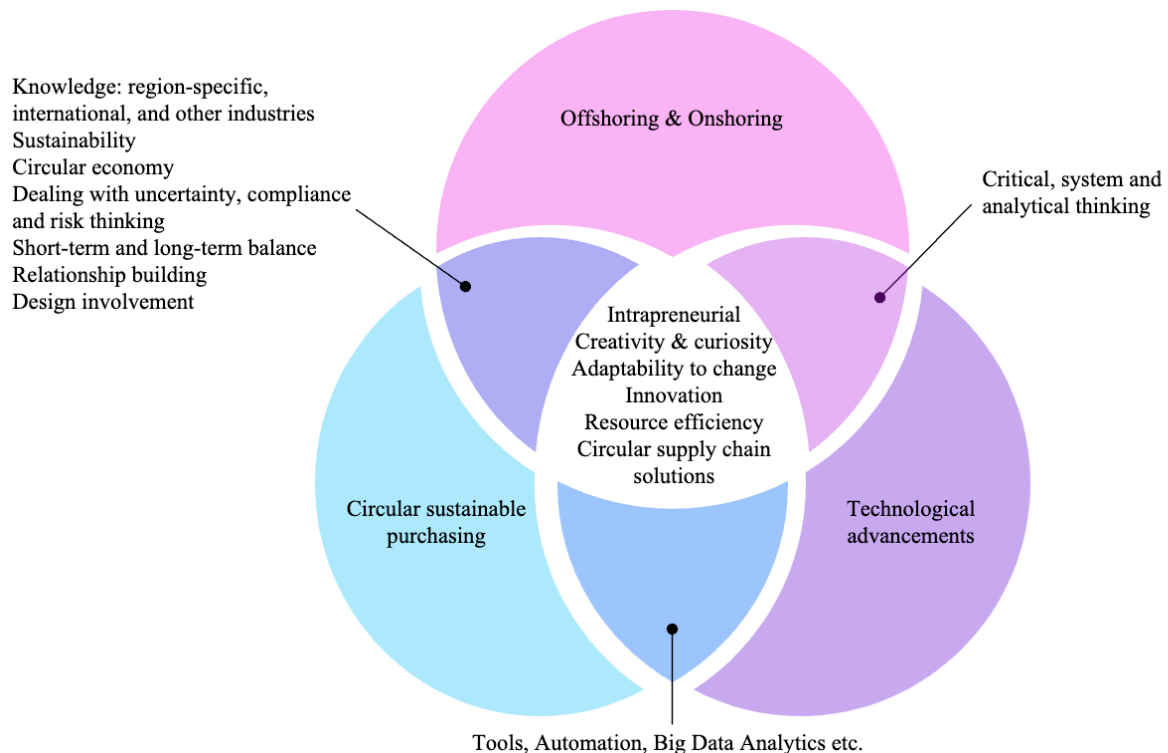 Knowledge: region-specific,
international, and other industries
Sustainability
Circular economy
Dealing with uncertainty, compliance
and risk thinking
Short-term and long-term balance
Relationship building
Design involvement
Offshoring & Onshoring
Critical, system and
analytical thinking
Intrapreneurial
Creativity & curiosity
Adaptability to change
Innovation
Resource efficiency
Circular supply chain
solutions
Circular sustainable
purchasing
Technological
advancements
Tools, Automation, Big Data Analytics etc.